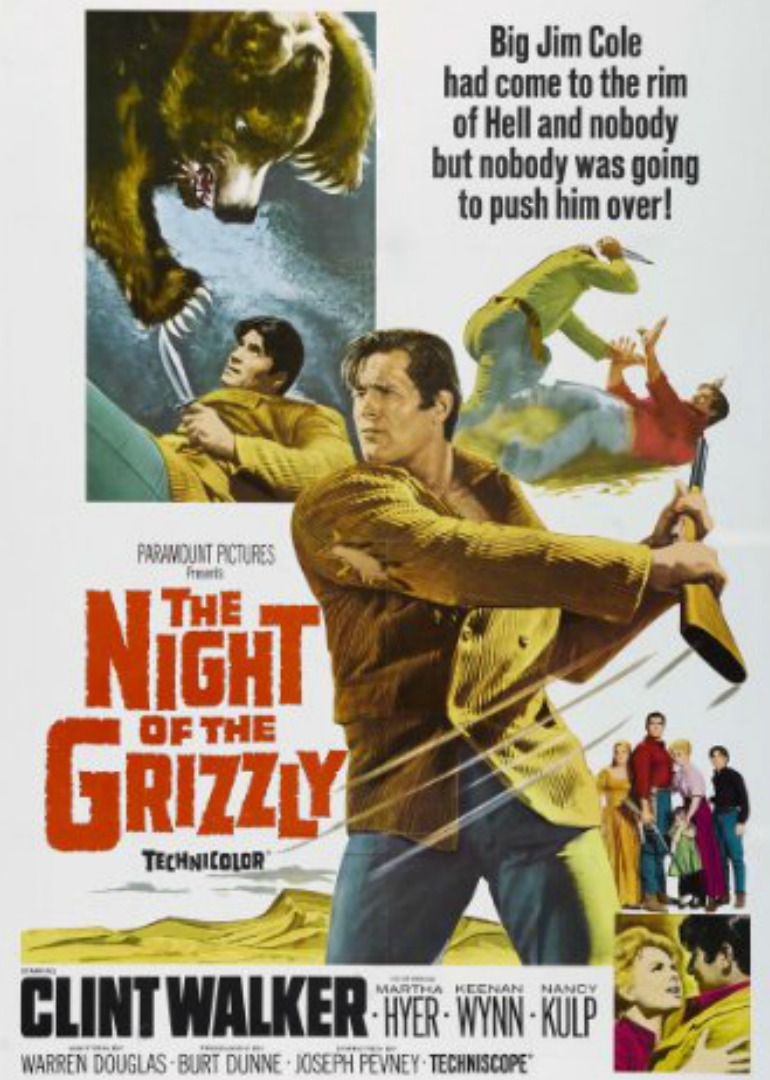 Big Jim Cole
had come to the rim
of Hell and nobody
but nobody was going
to push him over!
PARAMOUNT PICTURES
Presents
THE
NIGHT
OF THE
GRIZZLY
TECHNICOLOR®
STARRING
CLINT WALKER
MARTHA HYER · KEENAN WYNN · NANCY KULP
WARREN DOUGLAS · BURT DUNNE · JOSEPH PEVNEY · TECHNISCOPE®